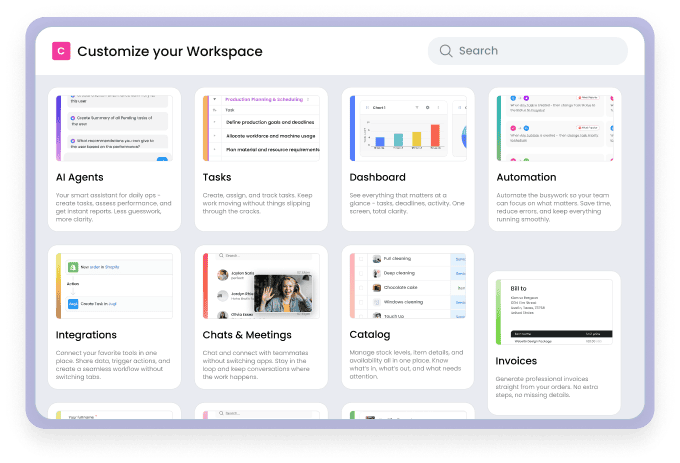 C
Customize your Workspace
Search
this user
Create Summary of all Pending tasks of
the user
What recommendations you can give to
the user based on the performance?
AI Agents
Your smart assistant for daily ops -
create tasks, assess performance, and
get instant reports. Less guesswork,
more clarity.
Production Planning & Scheduling
Task
Define production goals and deadlines
Allocate workforce and machine usage
Plan material and resource requirements
Tasks
Create, assign, and track tasks. Keep
work moving without things slipping
through the cracks.
Chart 1
Dashboard
See everything that matters at a
glance - tasks, deadlines, activity. One
screen, total clarity.
Automation
Automate the busywork so your team
can focus on what matters. Save time,
reduce errors, and keep everything
running smoothly.
New order in Shopify
Action
Create Task in
Integrations
Connect your favorite tools in one
place. Share data, trigger actions, and
create a seamless workflow without
switching tabs.
Search...
Chats & Meetings
Chat and connect with teammates
without switching apps. Stay in the
loop and keep conversations where
the work happens.
Full cleaning
Deep cleaning
Chocolate cake
Windows cleaning
Touch Up
Catalog
Manage stock levels, item details, and
availability all in one place. Know
what's in, what's out, and what needs
attention.
Bill to
Invoices
Generate professional invoices
straight from your orders. No extra
steps, no missing details.
Search...